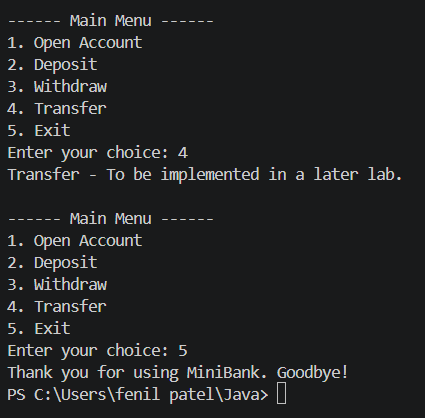 ------ Main Menu ------
1. Open Account
2. Deposit
3. Withdraw
4. Transfer
5. Exit
Enter your choice: 4
Transfer - To be implemented in a later lab.

------ Main Menu ------
1. Open Account
2. Deposit
3. Withdraw
4. Transfer
5. Exit
Enter your choice: 5
Thank you for using MiniBank. Goodbye!
PS C:\Users\fenil patel\Java>